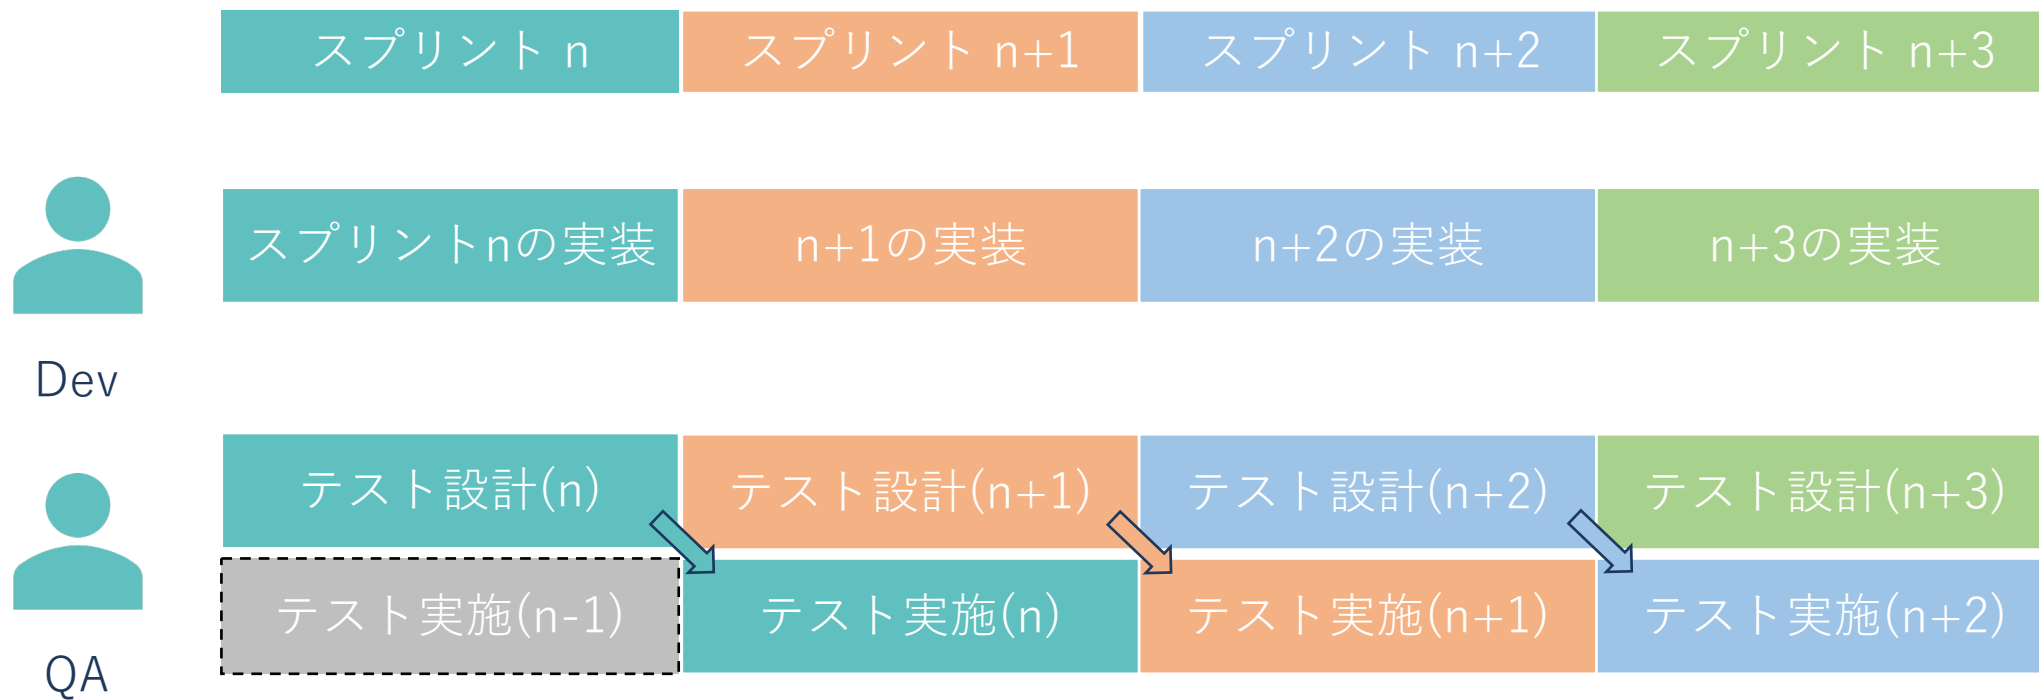 スプリント n
スプリント n+1
スプリント n+2
スプリント n+3
スプリントnの実装
n+1の実装
n+2の実装
n+3の実装
Dev
テスト設計(n)
テスト設計(n+1)
テスト設計(n+2)
テスト設計(n+3)
テスト実施(n-1)
テスト実施(n)
テスト実施(n+1)
テスト実施(n+2)
QA